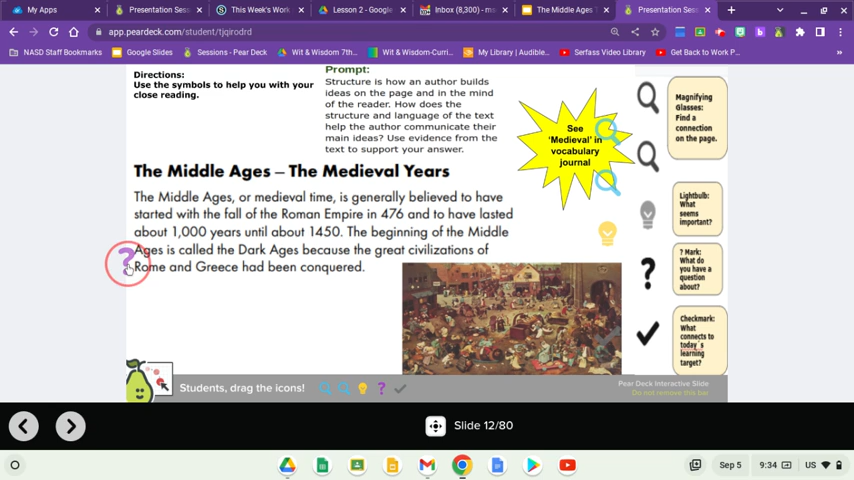 My Apps
Presentation Sess
This Week's Work
Lesson 2 - Google
Inbox (8,300) - ms
The Middle Ages
Presentation Sess
app.peardeck.com/student/tjqirodrd
NASD Staff Bookmarks
Google Slides
Sessions - Pear Deck
Wit & Wisdom 7th...
Wit & Wisdom-Curri...
My Library | Audible...
Serfass Video Library
Get Back to Work P...
Directions:
Use the symbols to help you with your
close reading.
Prompt:
Structure is how an author builds
ideas on the page and in the mind
of the reader. How does the
structure and language of the text
help the author communicate their
main ideas? Use evidence from the
text to support your answer.
See
'Medieval' in
vocabulary
journal
Magnifying
Glasses:
Find a
connection
on the page.
The Middle Ages – The Medieval Years
The Middle Ages, or medieval time, is generally believed to have
started with the fall of the Roman Empire in 476 and to have lasted
about 1,000 years until about 1450. The beginning of the Middle
Ages is called the Dark Ages because the great civilizations of
Rome and Greece had been conquered.
Lightbulb:
What
seems
important?
? Mark:
What do
you have a
question
about?
Checkmark:
What
connects to
today's
learning
target?
Students, drag the icons!
Pear Deck Interactive Slide
Do not remove this bar
Slide 12/80
Sep 5
9:34
US